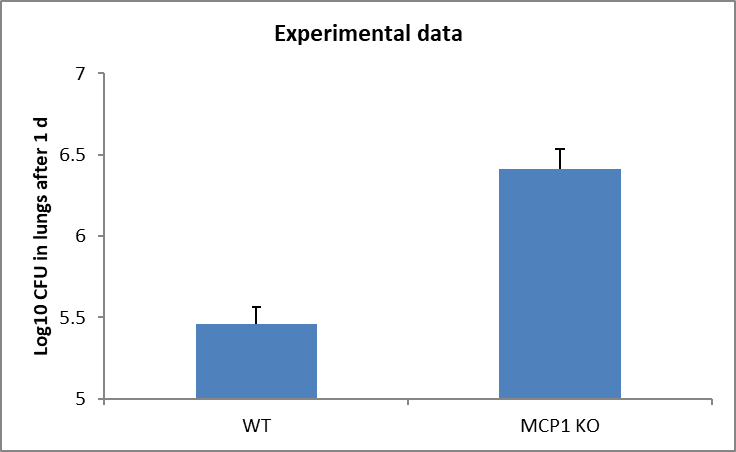 Experimental data
Log10 CFU in lungs after 1 d
7
6.5
6
5.5
5
WT
MCP1 KO